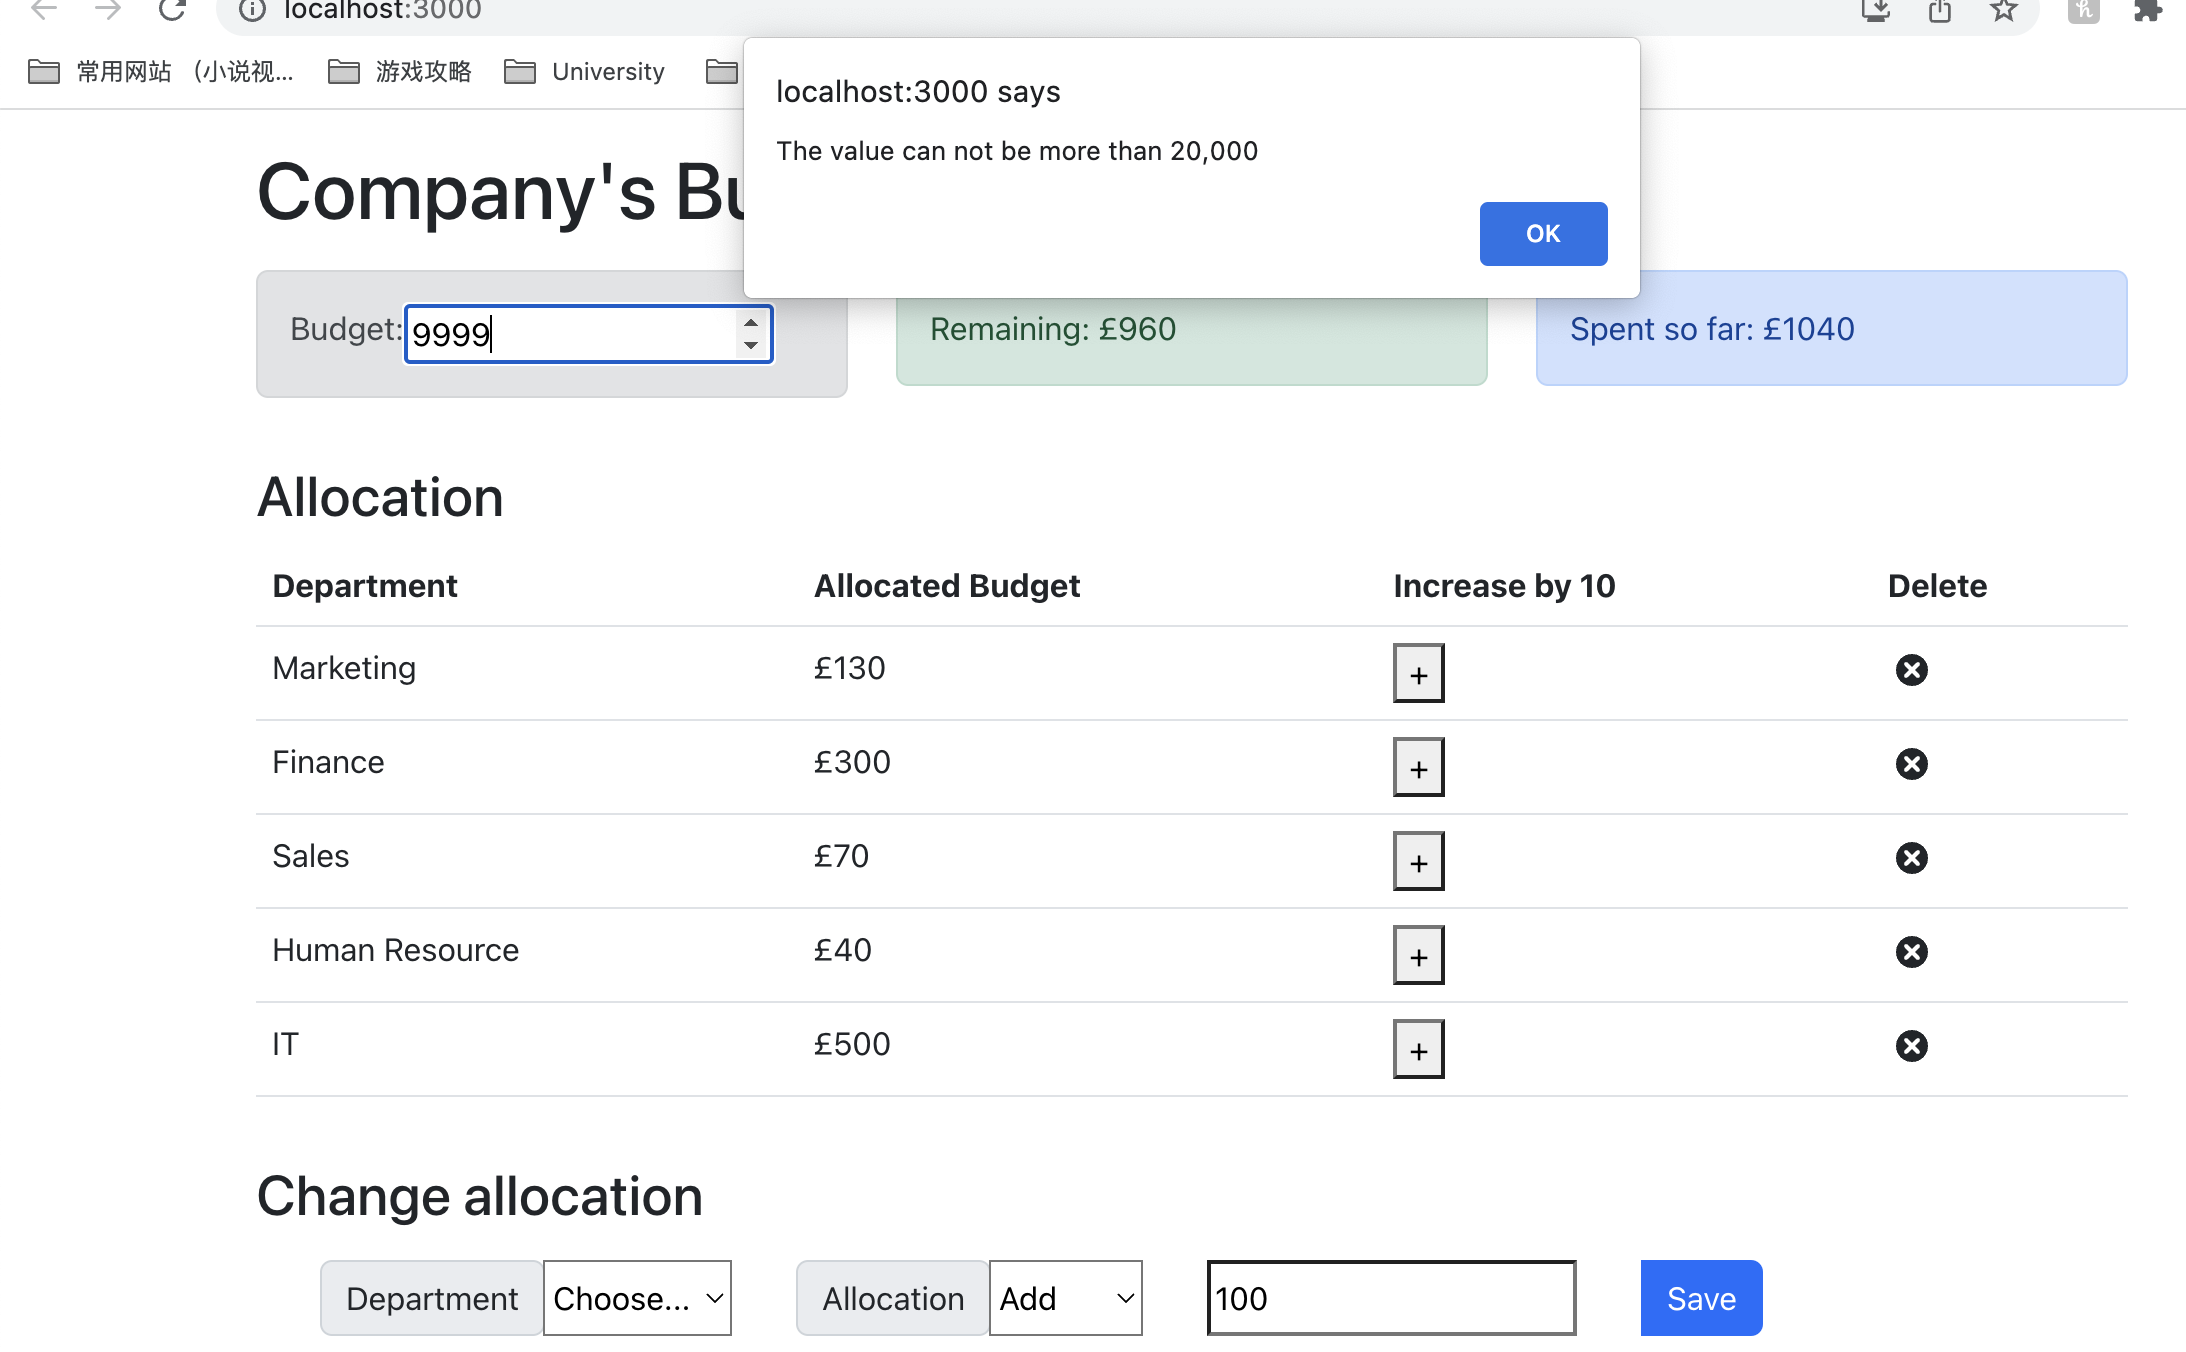 localhost:3000
常用网站 （小说视...
游戏攻略
University
localhost:3000 says
The value can not be more than 20,000
OK
Company's Bu
Budget: 9999
Remaining: £960
Spent so far: £1040
Allocation
Department Allocated Budget Increase by 10 Delete
Marketing £130 +
Finance £300 +
Sales £70 +
Human Resource £40 +
IT £500 +
Change allocation
Department Choose... Allocation Add 100 Save